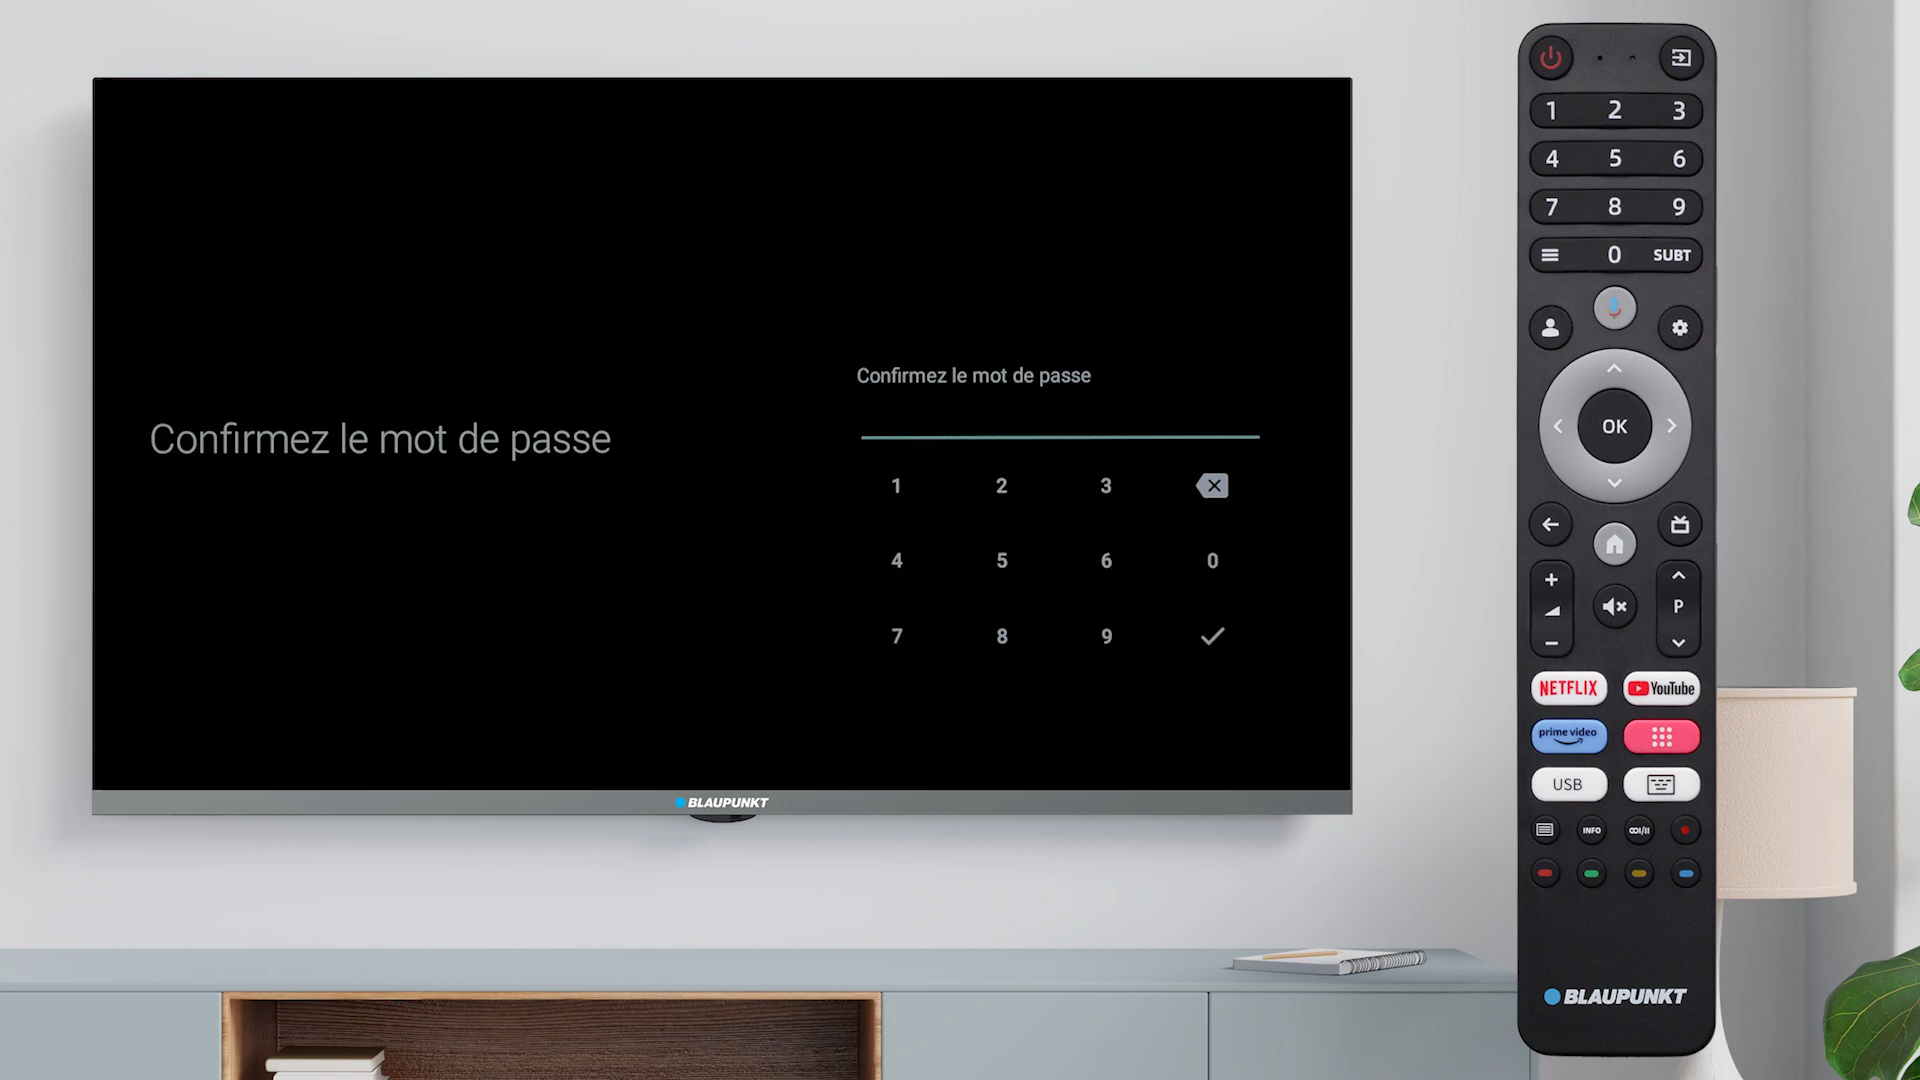 Confirmez le mot de passe
Confirmez le mot de passe
1 2 3
4 5 6 0
7 8 9
BLAUPUNKT
1 2 3
4 5 6
7 8 9
0 SUBT
OK
P
NETFLIX
YouTube
prime video
USB
INFO
BLAUPUNKT